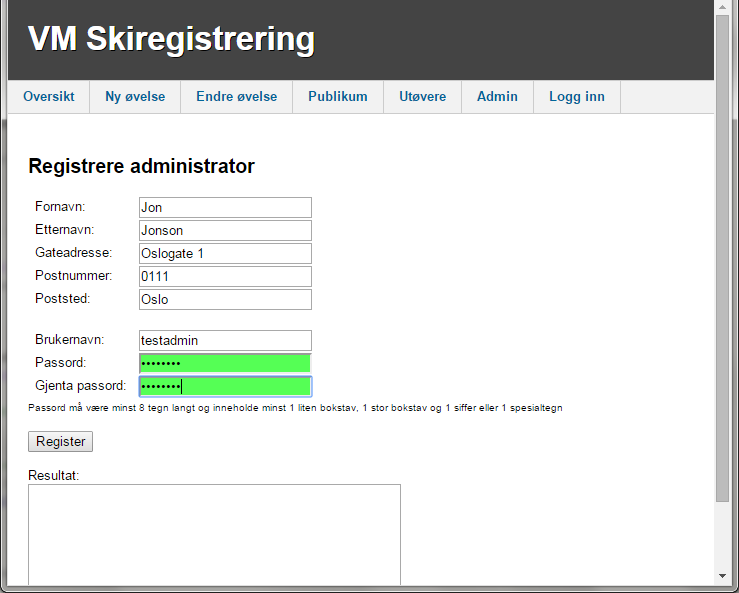 VM Skiregistrering
Oversikt Ny øvelse Endre øvelse Publikum Utøvere Admin Logg inn
Registrere administrator
Fornavn: Jon
Etternavn: Jonson
Gateadresse: Oslogate 1
Postnummer: 0111
Poststed: Oslo
Brukernavn: testadmin
Passord: ••••••••
Gjenta passord: ••••••••
Passord må være minst 8 tegn langt og inneholde minst 1 liten bokstav, 1 stor bokstav og 1 siffer eller 1 spesialtegn
Register
Resultat: